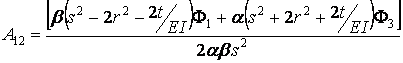 A₁₂ = ⌊β(s² − 2r² − 2t/EI)Φ₁ + α(s² + 2r² + 2t/EI)Φ₃⌋ / 2αβs²